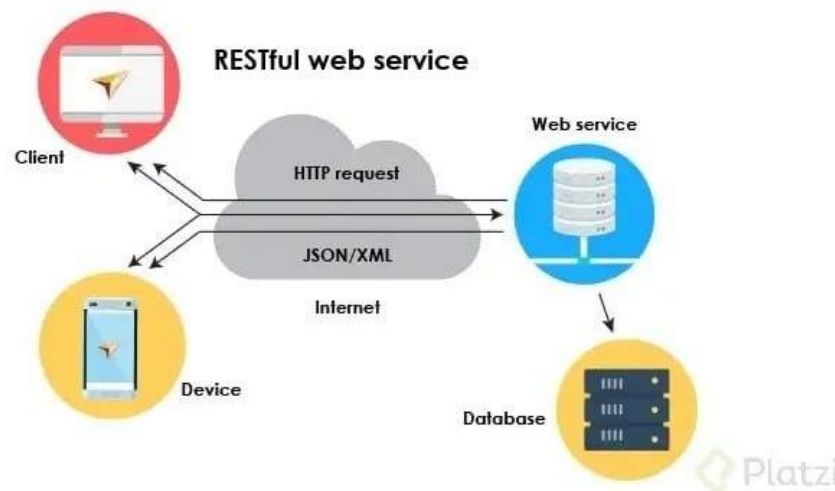 RESTful web service
Client
Web service
HTTP request
JSON/XML
Internet
Device
Database
Platzi